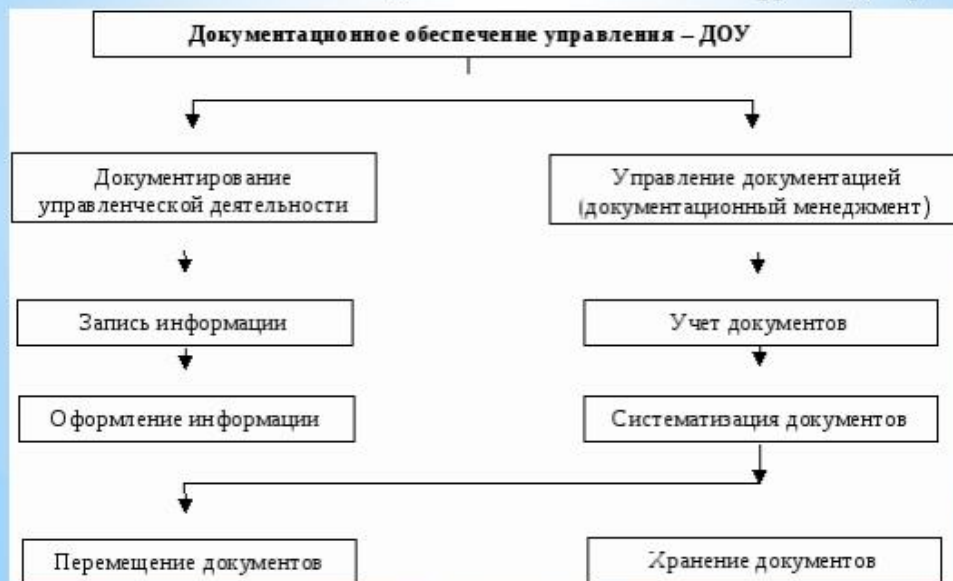 Документационное обеспечение управления – ДОУ
Документирование
управленческой деятельности
Управление документацией
(документационный менеджмент)
Запись информации
Учет документов
Оформление информации
Систематизация документов
Перемещение документов
Хранение документов